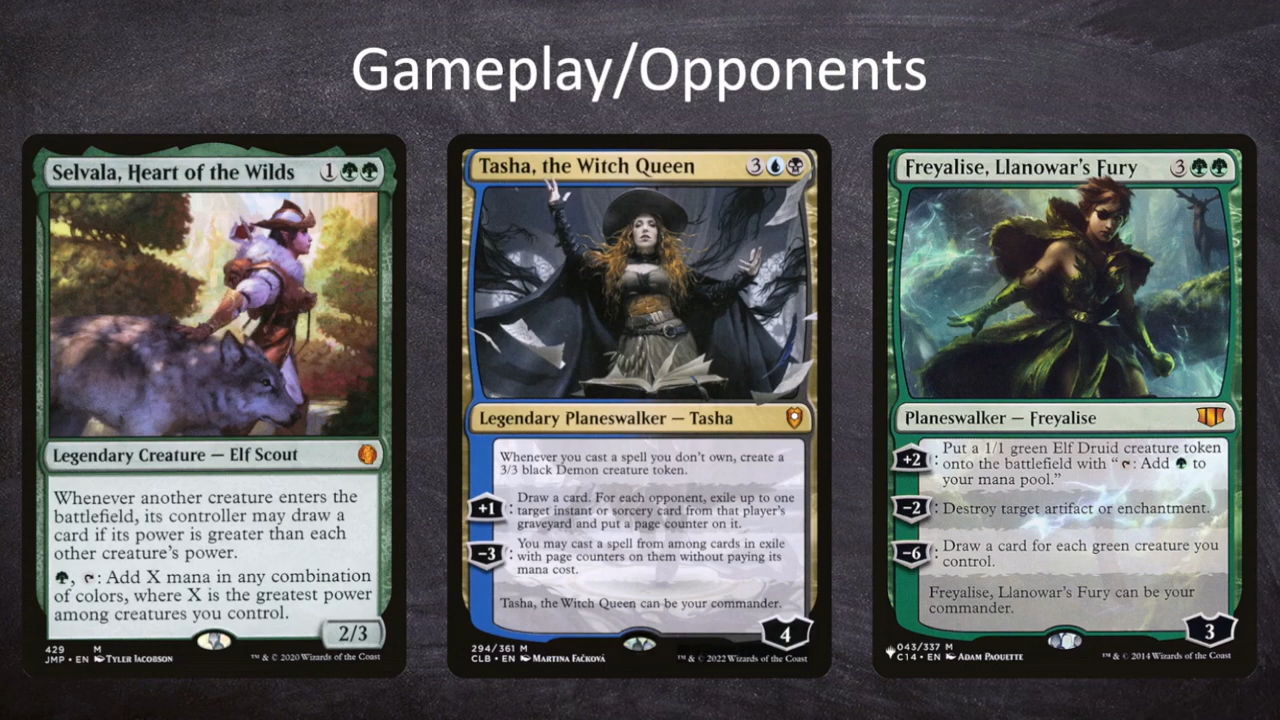 Gameplay/Opponents
Selvala, Heart of the Wilds 1
Legendary Creature — Elf Scout
Whenever another creature enters the
battlefield, its controller may draw a
card if its power is greater than each
other creature's power.
, : Add X mana in any combination
of colors, where X is the greatest power
among creatures you control.
2/3
429 M
JMP • EN Tyler Jacobson ™ & © 2020 Wizards of the Coast
Tasha, the Witch Queen 3
Legendary Planeswalker — Tasha
Whenever you cast a spell you don't own, create a
3/3 black Demon creature token.
+1: Draw a card. For each opponent, exile up to one
target instant or sorcery card from that player's
graveyard and put a page counter on it.
−3: You may cast a spell from among cards in exile
with page counters on them without paying its
mana cost.
Tasha, the Witch Queen can be your commander.
4
294/361 M
CLB • EN Martina Fačková ™ & © 2022 Wizards of the Coast
Freyalise, Llanowar's Fury 3
Planeswalker — Freyalise
+2: Put a 1/1 green Elf Druid creature token
onto the battlefield with “: Add to
your mana pool.”
−2: Destroy target artifact or enchantment.
−6: Draw a card for each green creature you
control.
Freyalise, Llanowar's Fury can be your
commander.
3
043/337 M
C14 • EN Adam Paquette ™ & © 2014 Wizards of the Coast